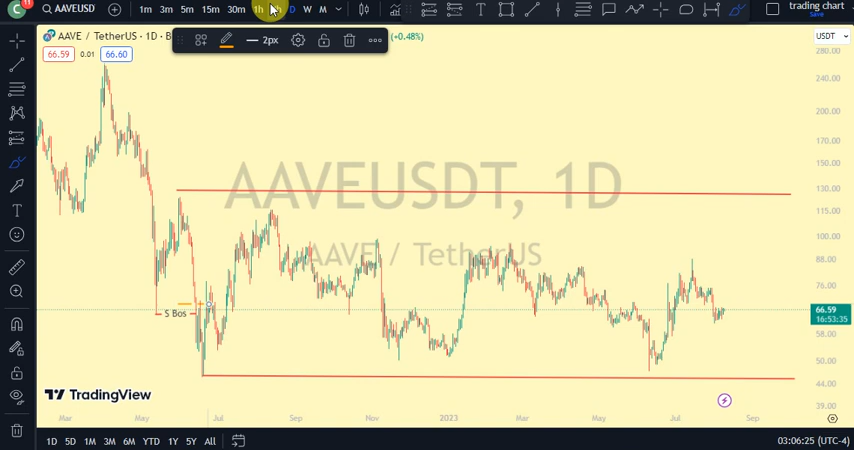 C
11
AAVEUSD
1m 3m 5m 15m 30m 1h D W M
trading chart
Save
AAVE / TetherUS · 1D · B
2px
(+0.48%)
USDT
66.59 0.01 66.60
280.00
240.00
200.00
170.00
150.00
130.00
115.00
100.00
88.00
76.00
66.59
16:53:35
58.00
50.00
44.00
39.00
AAVEUSDT, 1D
AAVE / TetherUS
S Bos
TradingView
Mar May Jul Sep Nov 2023 Mar May Jul Sep
1D 5D 1M 3M 6M YTD 1Y 5Y All
03:06:25 (UTC-4)